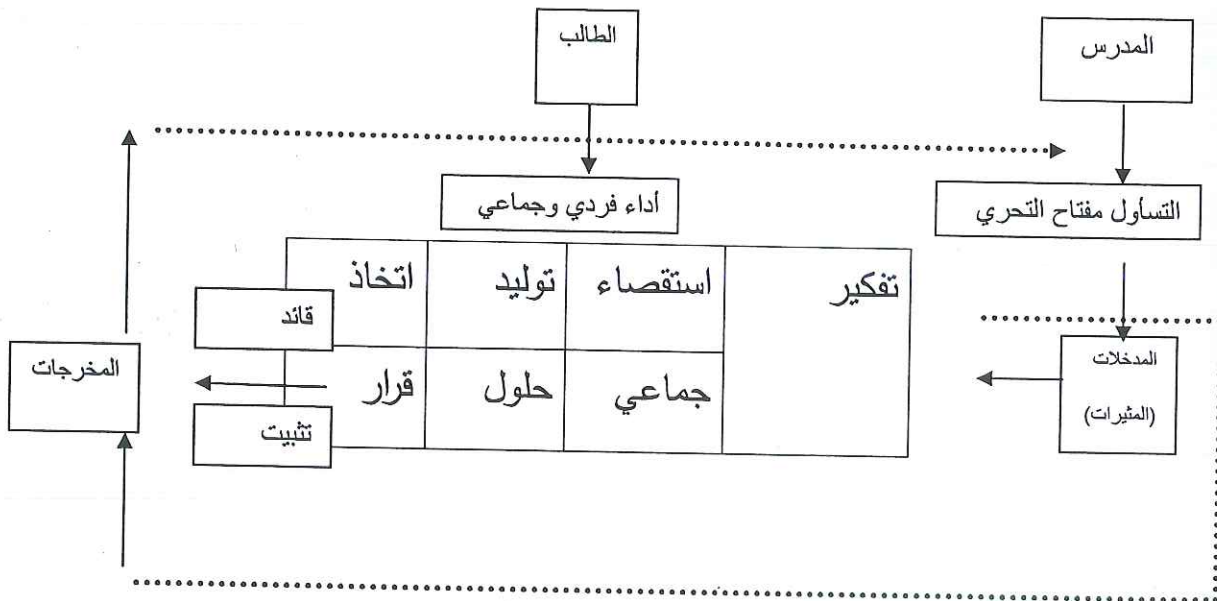 المدرس
الطالب
التسأول مفتاح التحري
أداء فردي وجماعي
تفكير
استقصاء
توليد
اتخاذ
جماعي
حلول
قرار
قائد
تثبيت
المدخلات
(المثيرات)
المخرجات